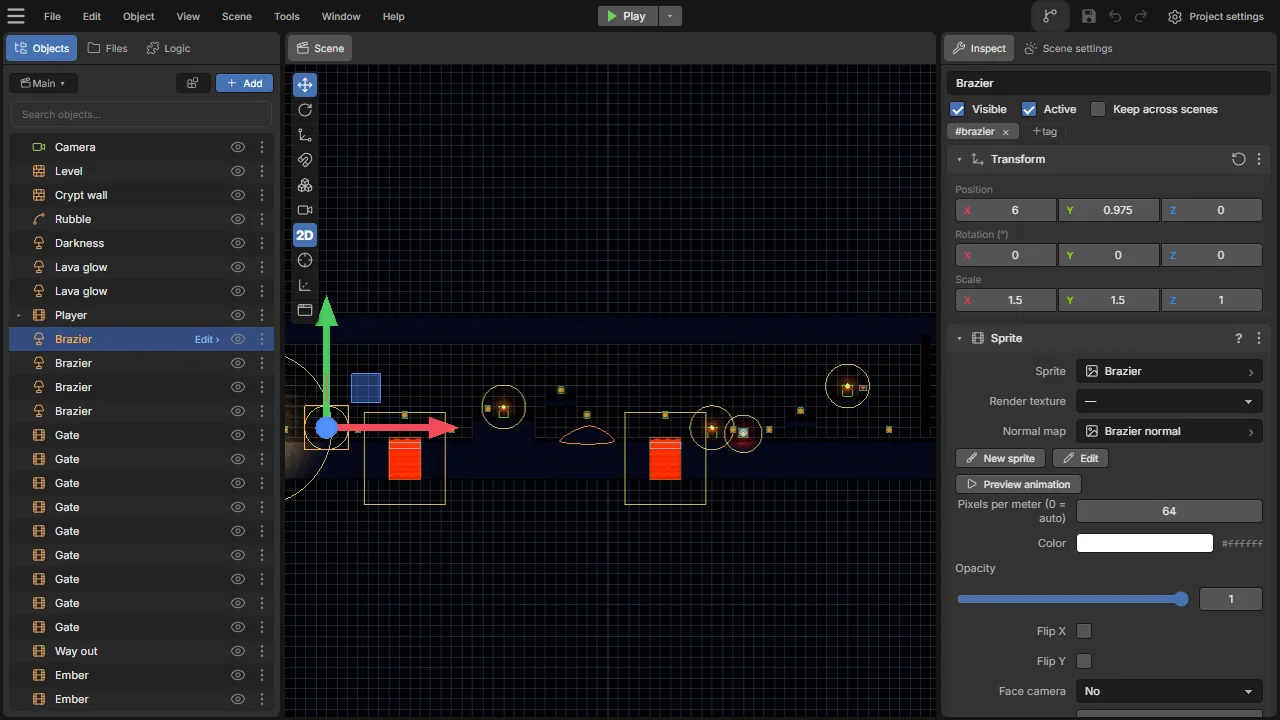 File Edit Object View Scene Tools Window Help
Play
Project settings
Objects Files Logic
Scene
Inspect Scene settings
Main
Add
Search objects...
Camera
Level
Crypt wall
Rubble
Darkness
Lava glow
Lava glow
Player
Brazier Edit ›
Brazier
Brazier
Brazier
Gate
Gate
Gate
Gate
Gate
Gate
Gate
Gate
Gate
Way out
Ember
Ember
2D
Brazier
Visible Active Keep across scenes
#brazier × +tag
Transform
Position
X 6 Y 0.975 Z 0
Rotation (°)
X 0 Y 0 Z 0
Scale
X 1.5 Y 1.5 Z 1
Sprite ?
Sprite Brazier
Render texture —
Normal map Brazier normal
New sprite Edit
Preview animation
Pixels per meter (0 =
auto) 64
Color #ffffff
Opacity
1
Flip X
Flip Y
Face camera No